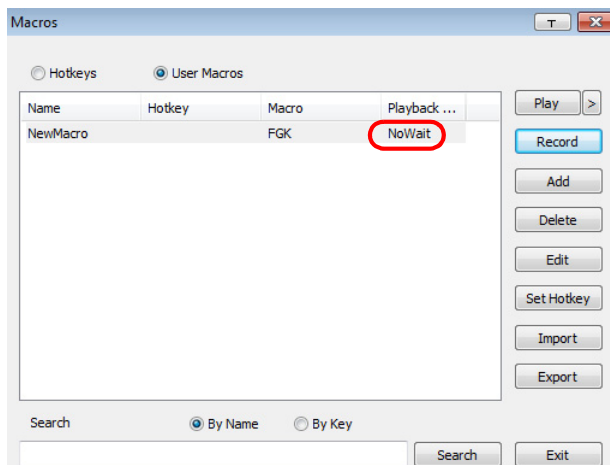 Macros
Hotkeys User Macros
Name Hotkey Macro Playback ...
NewMacro FGK NoWait
Play >
Record
Add
Delete
Edit
Set Hotkey
Import
Export
Search By Name By Key
Search Exit